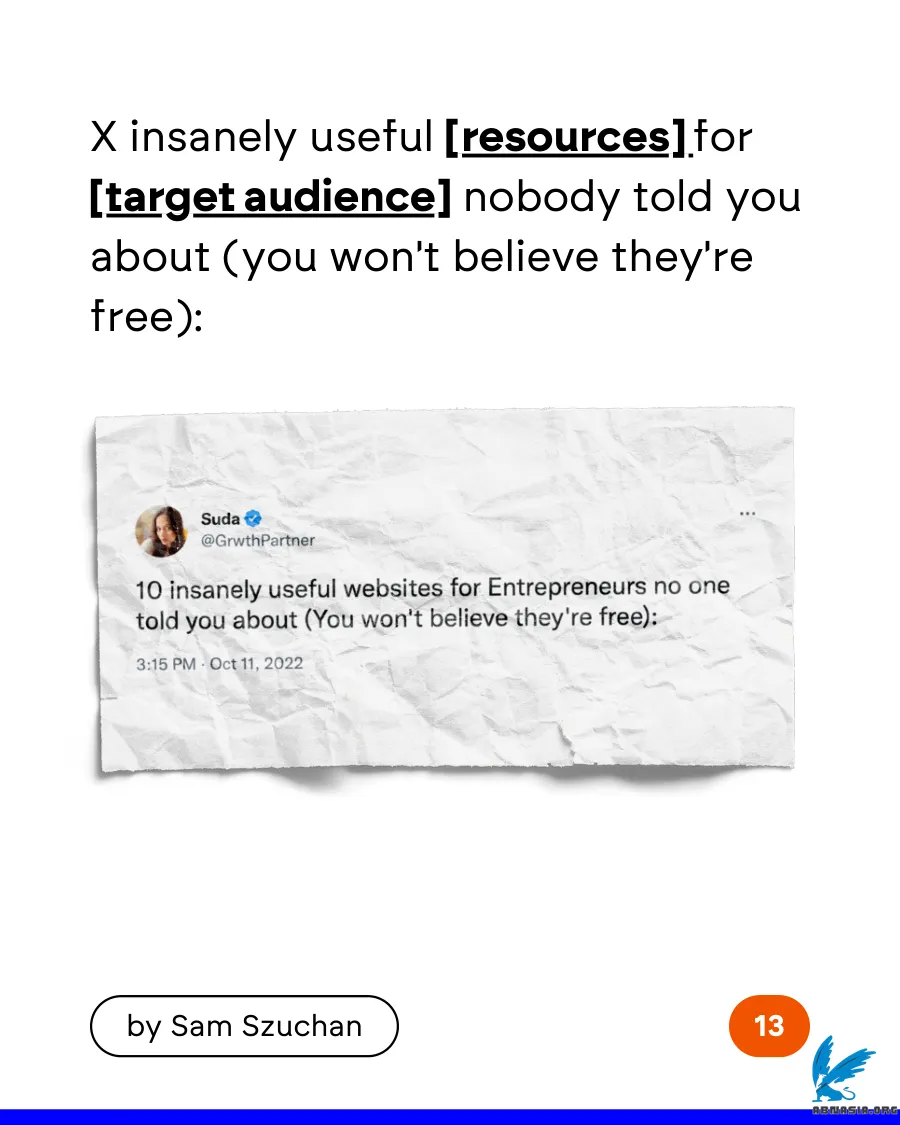 X insanely useful [resources] for
[target audience] nobody told you
about (you won't believe they're
free):
Suda
@GrwthPartner
10 insanely useful websites for Entrepreneurs no one
told you about (You won't believe they're free):
3:15 PM · Oct 11, 2022
by Sam Szuchan
13
ABIWASIA.ORG